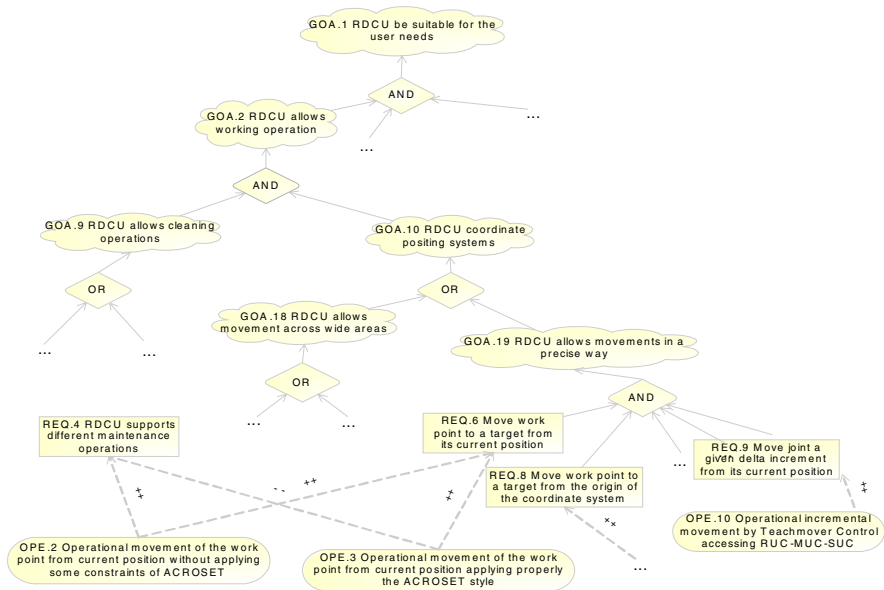 GOA.1 RDCU be suitable for the
user needs
AND
GOA.2 RDCU allows
working operation
...
...
AND
GOA.9 RDCU allows cleaning
operations
GOA.10 RDCU coordinate
positing systems
OR
OR
GOA.18 RDCU allows
movement across wide areas
GOA.19 RDCU allows movements in a
precise way
...
...
OR
AND
REQ.4 RDCU supports
different maintenance
operations
...
...
REQ.6 Move work
point to a target from
its current position
REQ.9 Move joint a
given delta increment
from its current position
...
REQ.8 Move work point to
a target from the origin of
the coordinate system
++
--
++
+
++
++
OPE.2 Operational movement of the work
point from current position without applying
some constraints of ACROSET
OPE.3 Operational movement of the work
point from current position applying properly
the ACROSET style
...
OPE.10 Operational incremental
movement by Teachmover Control
accessing RUC-MUC-SUC